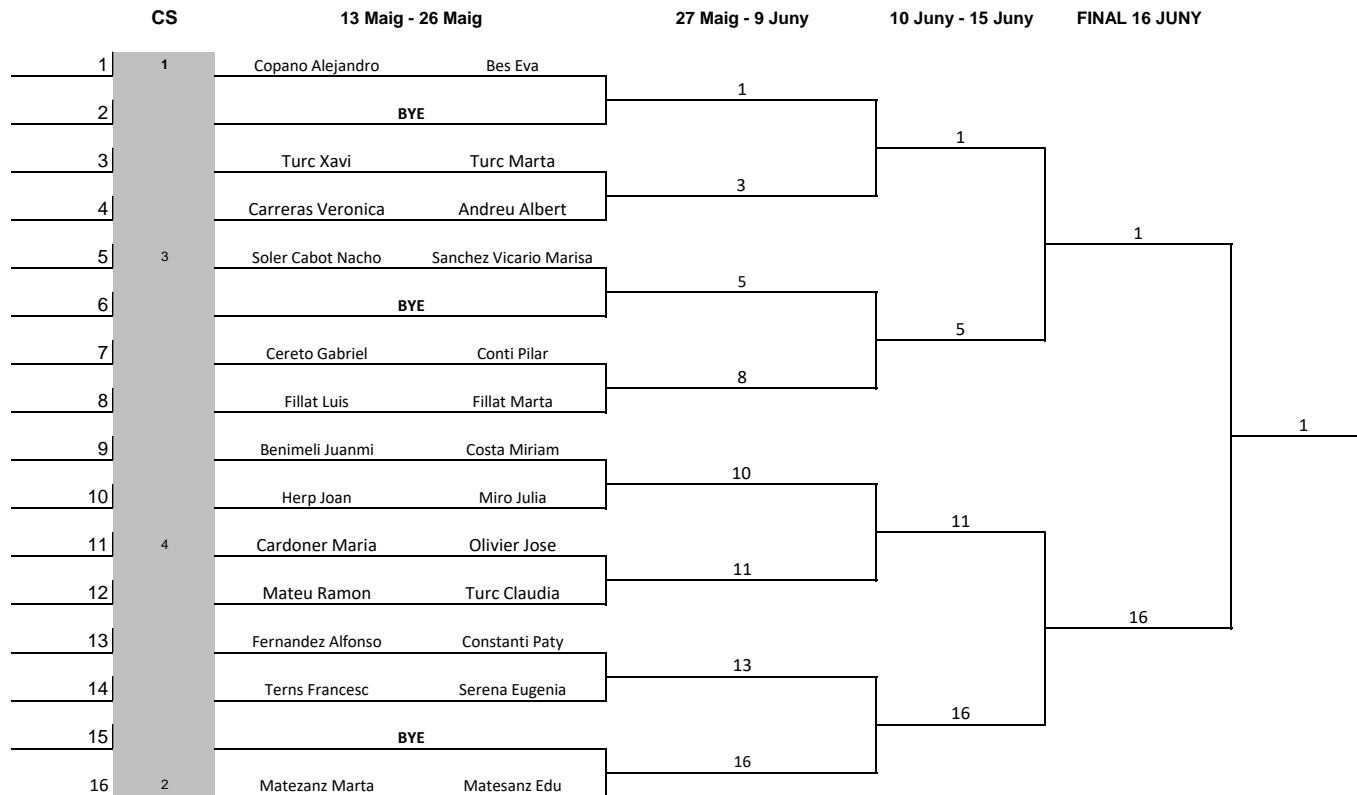 CS 13 Maig - 26 Maig 27 Maig - 9 Juny 10 Juny - 15 Juny FINAL 16 JUNY
1 1 Copano Alejandro Bes Eva
1
2 BYE
1
3 Turc Xavi Turc Marta
3
4 Carreras Veronica Andreu Albert
1
5 3 Soler Cabot Nacho Sanchez Vicario Marisa
5
6 BYE
5
7 Cereto Gabriel Conti Pilar
8
8 Fillat Luis Fillat Marta
1
9 Benimeli Juanmi Costa Miriam
10
10 Herp Joan Miro Julia
11
11 4 Cardoner Maria Olivier Jose
11
12 Mateu Ramon Turc Claudia
16
13 Fernandez Alfonso Constanti Paty
13
14 Terns Francesc Serena Eugenia
16
15 BYE
16
16 2 Matezanz Marta Matesanz Edu